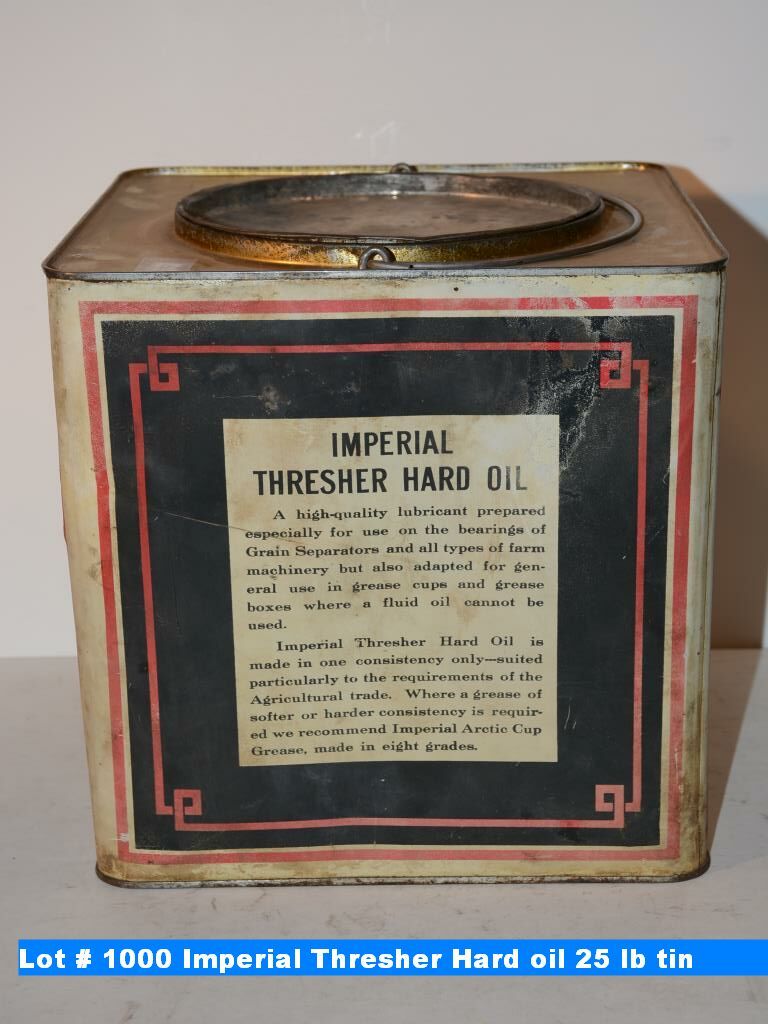 IMPERIAL
THRESHER HARD OIL
A high-quality lubricant prepared
especially for use on the bearings of
Grain Separators and all types of farm
machinery but also adapted for gen-
eral use in grease cups and grease
boxes where a fluid oil cannot be
used.
Imperial Thresher Hard Oil is
made in one consistency only—suited
particularly to the requirements of the
Agricultural trade. Where a grease of
softer or harder consistency is requir-
ed we recommend Imperial Arctic Cup
Grease, made in eight grades.
Lot # 1000 Imperial Thresher Hard oil 25 lb tin